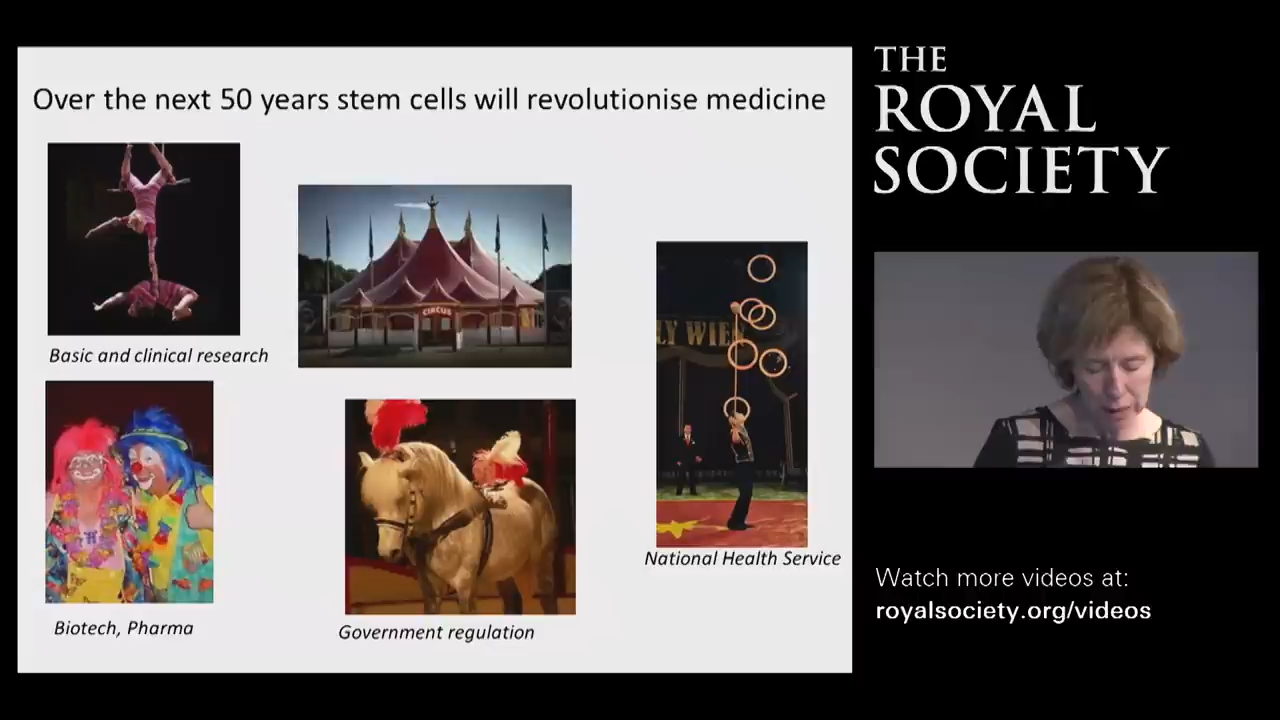 Over the next 50 years stem cells will revolutionise medicine
CIRCUS
Basic and clinical research
National Health Service
Biotech, Pharma
Government regulation
THE
ROYAL
SOCIETY
Watch more videos at:
royalsociety.org/videos